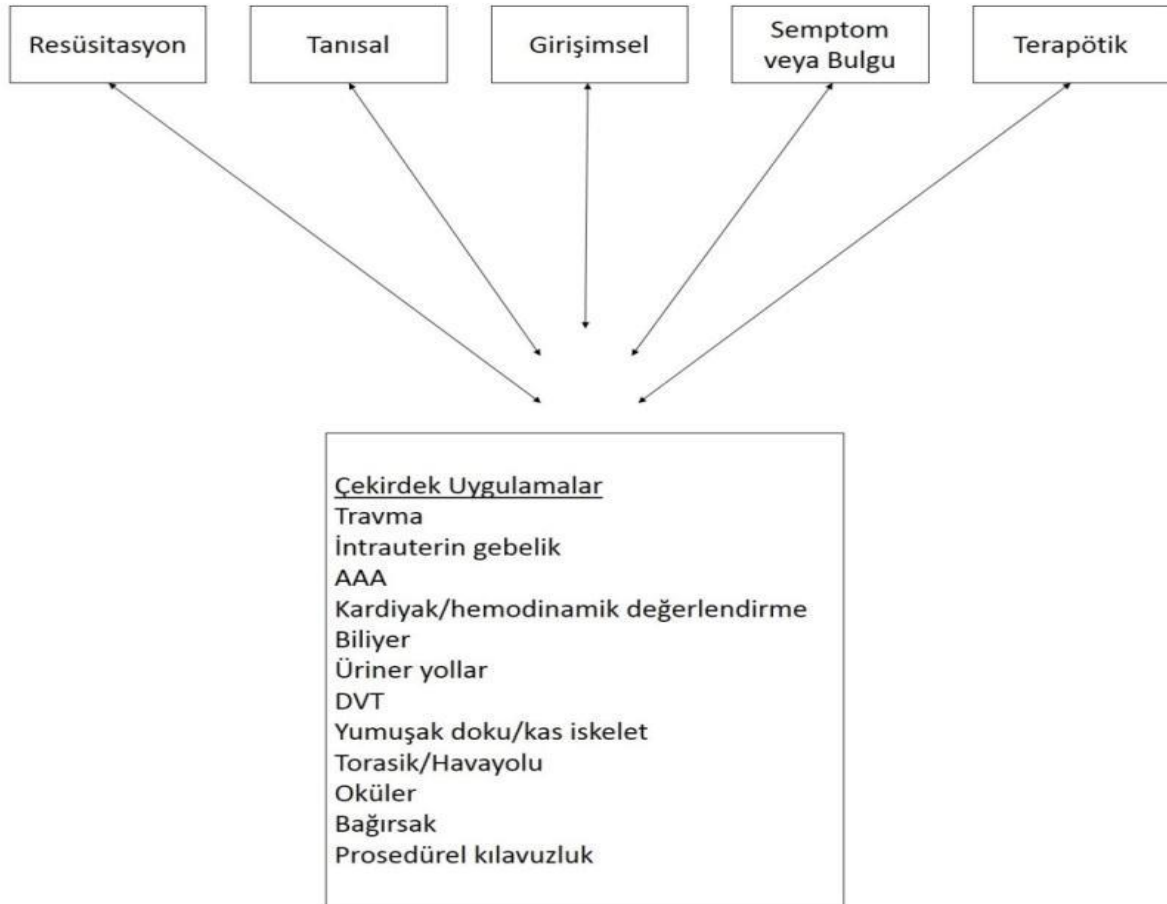 Resüsitasyon
Tanısal
Girişimsel
Semptom
veya Bulgu
Terapötik
Çekirdek Uygulamalar
Travma
İntrauterin gebelik
AAA
Kardiyak/hemodinamik değerlendirme
Biliyer
Üriner yollar
DVT
Yumuşak doku/kas iskelet
Torasik/Havayolu
Oküler
Bağırsak
Prosedürel kılavuzluk